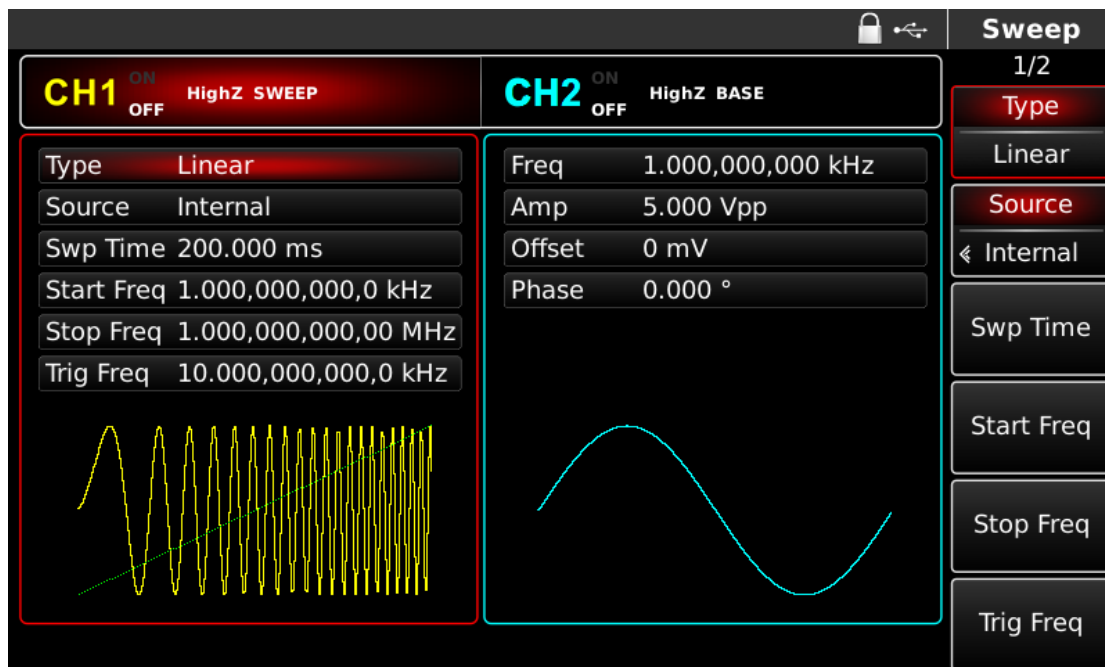 Sweep
1/2
CH1 ON OFF HighZ SWEEP
CH2 ON OFF HighZ BASE
Type Linear
Source Internal
Swp Time 200.000 ms
Start Freq 1.000,000,000,0 kHz
Stop Freq 1.000,000,000,00 MHz
Trig Freq 10.000,000,000,0 kHz
Freq 1.000,000,000 kHz
Amp 5.000 Vpp
Offset 0 mV
Phase 0.000 °
Type
Linear
Source
Internal
Swp Time
Start Freq
Stop Freq
Trig Freq